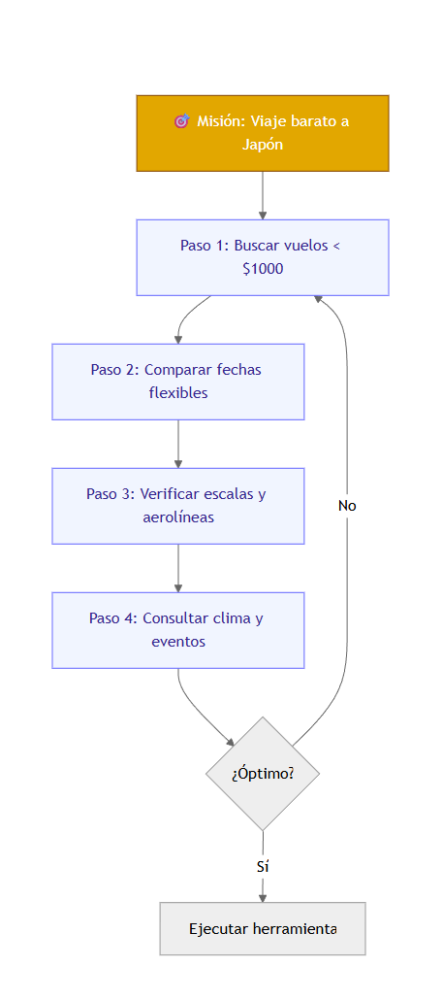 🎯 Misión: Viaje barato a
Japón
Paso 1: Buscar vuelos <
$1000
Paso 2: Comparar fechas
flexibles
Paso 3: Verificar escalas y
aerolíneas
No
Paso 4: Consultar clima y
eventos
¿Óptimo?
Sí
Ejecutar herramienta